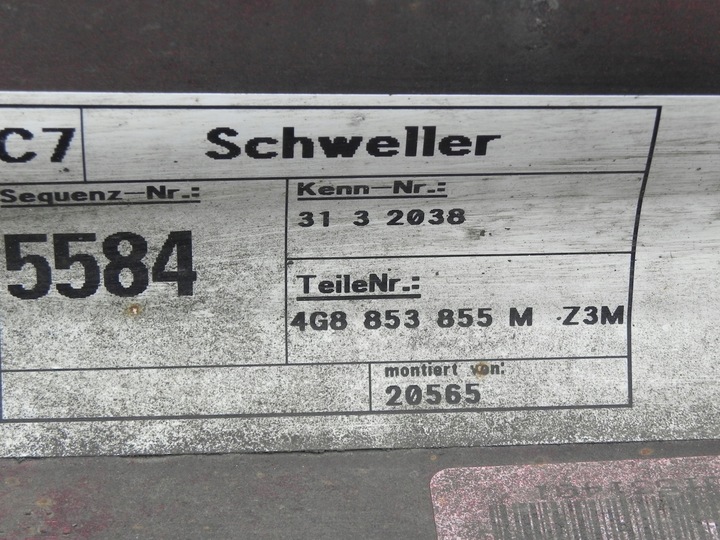 C7 Schweller
Sequenz-Nr.:
5584
Kenn-Nr.:
31 3 2038
TeileNr.:
4G8 853 855 M Z3M
montiert von:
20565